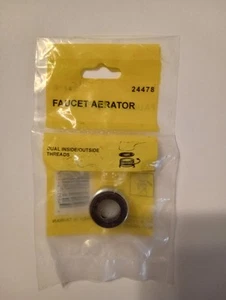 24478
FAUCET AERATOR
DUAL INSIDE/OUTSIDE
THREADS